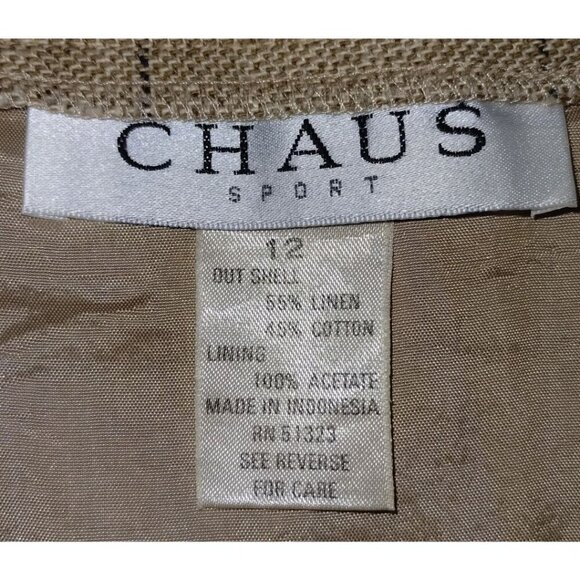 CHAUS
SPORT
12
OUT SHELL
55% LINEN
45% COTTON
LINING
100% ACETATE
MADE IN INDONESIA
RN 51323
SEE REVERSE
FOR CARE